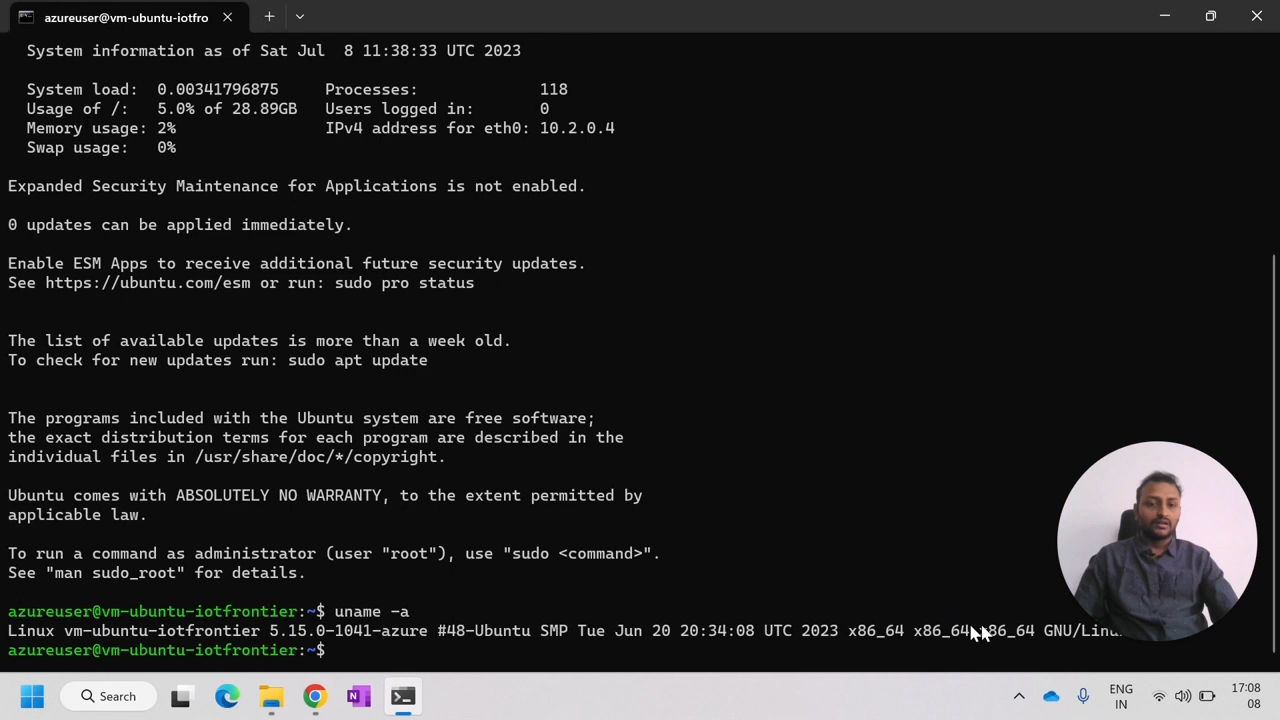 azureuser@vm-ubuntu-iotfro
System information as of Sat Jul  8 11:38:33 UTC 2023
System load:  0.00341796875     Processes:             118
Usage of /:   5.0% of 28.89GB   Users logged in:       0
Memory usage: 2%                IPv4 address for eth0: 10.2.0.4
Swap usage:   0%
Expanded Security Maintenance for Applications is not enabled.
0 updates can be applied immediately.
Enable ESM Apps to receive additional future security updates.
See https://ubuntu.com/esm or run: sudo pro status
The list of available updates is more than a week old.
To check for new updates run: sudo apt update
The programs included with the Ubuntu system are free software;
the exact distribution terms for each program are described in the
individual files in /usr/share/doc/*/copyright.
Ubuntu comes with ABSOLUTELY NO WARRANTY, to the extent permitted by
applicable law.
To run a command as administrator (user "root"), use "sudo <command>".
See "man sudo_root" for details.
azureuser@vm-ubuntu-iotfrontier:~$ uname -a
Linux vm-ubuntu-iotfrontier 5.15.0-1041-azure #48-Ubuntu SMP Tue Jun 20 20:34:08 UTC 2023 x86_64 x86_64 x86_64 GNU/Linu
azureuser@vm-ubuntu-iotfrontier:~$
Search
ENG
IN
17:08
08